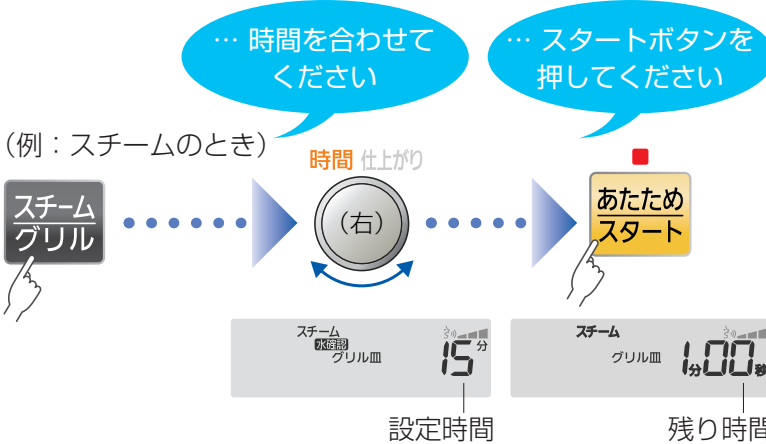 … 時間を合わせて
ください
… スタートボタンを
押してください
（例：スチームのとき）
時間 仕上がり
スチーム
グリル
（右）
あたため
スタート
スチーム
水確認
グリル皿
15分
スチーム
グリル皿
1分00秒
設定時間
残り時間